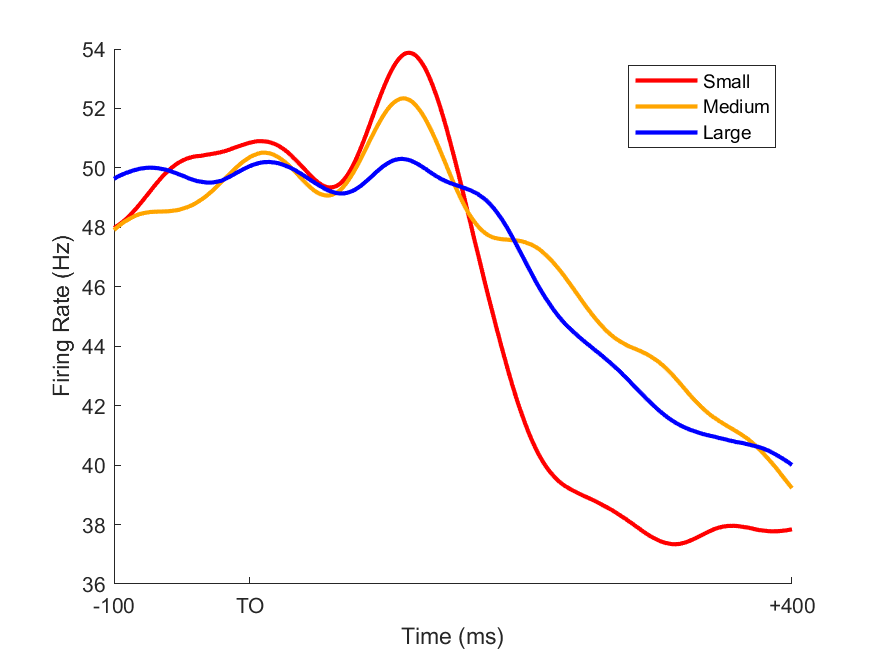 54
52
50
48
46
44
42
40
38
36
Firing Rate (Hz)
Small
Medium
Large
-100
TO
+400
Time (ms)